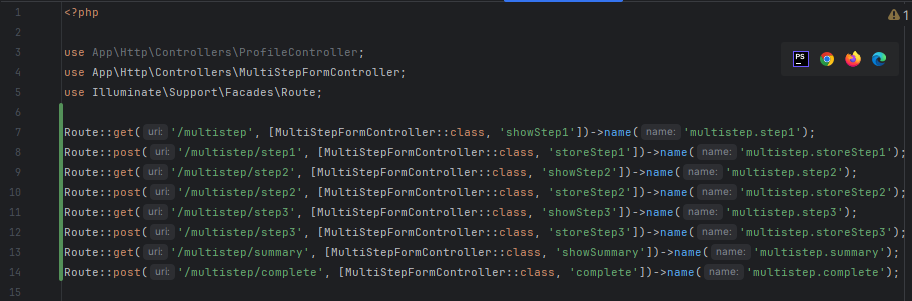 1 <?php
2
3 use App\Http\Controllers\ProfileController;
4 use App\Http\Controllers\MultiStepFormController;
5 use Illuminate\Support\Facades\Route;
6
7 Route::get( uri: '/multistep', [MultiStepFormController::class, 'showStep1'])->name( name: 'multistep.step1');
8 Route::post( uri: '/multistep/step1', [MultiStepFormController::class, 'storeStep1'])->name( name: 'multistep.storeStep1');
9 Route::get( uri: '/multistep/step2', [MultiStepFormController::class, 'showStep2'])->name( name: 'multistep.step2');
10 Route::post( uri: '/multistep/step2', [MultiStepFormController::class, 'storeStep2'])->name( name: 'multistep.storeStep2');
11 Route::get( uri: '/multistep/step3', [MultiStepFormController::class, 'showStep3'])->name( name: 'multistep.step3');
12 Route::post( uri: '/multistep/step3', [MultiStepFormController::class, 'storeStep3'])->name( name: 'multistep.storeStep3');
13 Route::get( uri: '/multistep/summary', [MultiStepFormController::class, 'showSummary'])->name( name: 'multistep.summary');
14 Route::post( uri: '/multistep/complete', [MultiStepFormController::class, 'complete'])->name( name: 'multistep.complete');
15
1
PS